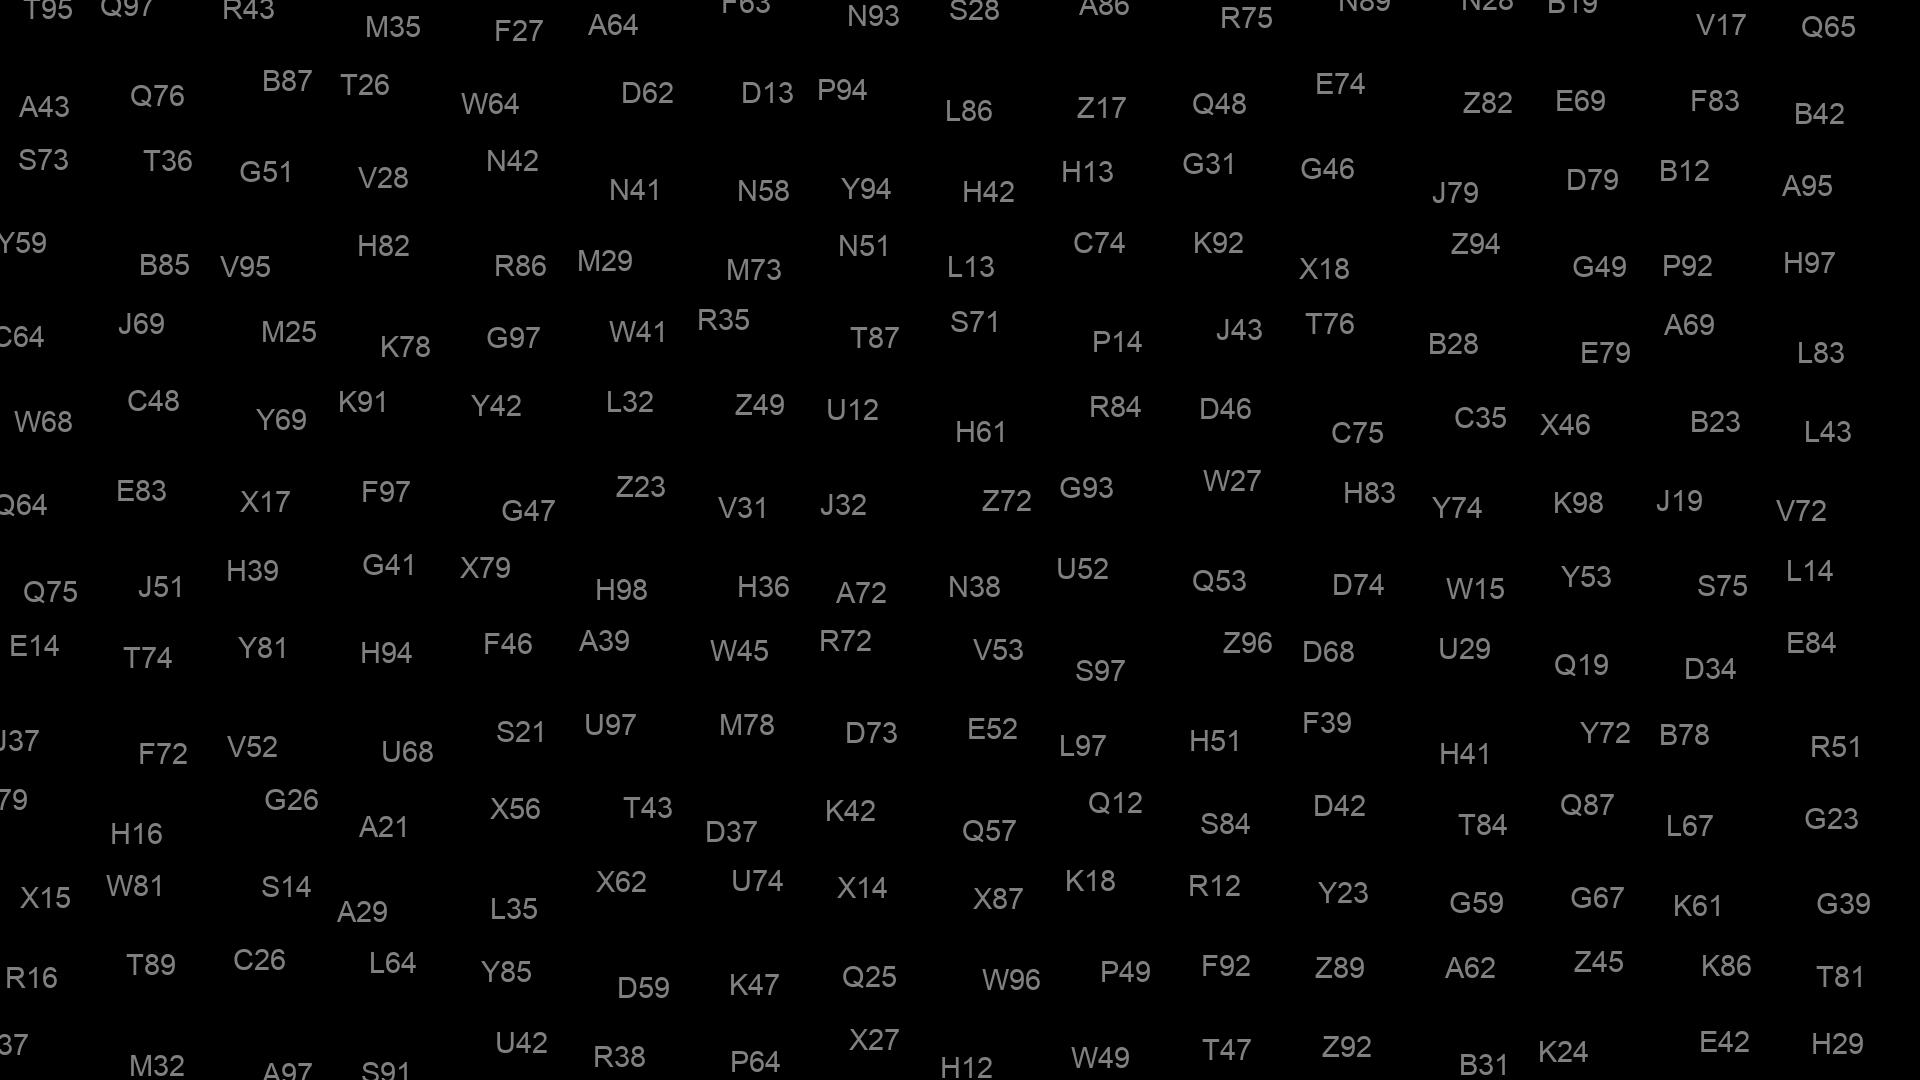 T95 Q97 R43 M35 F27 A64 F63 N93 S28 A86 R75 N89 N28 B19 V17 Q65
A43 Q76 B87 T26 W64 D62 D13 P94 L86 Z17 Q48 E74 Z82 E69 F83 B42
S73 T36 G51 V28 N42 N41 N58 Y94 H42 H13 G31 G46 J79 D79 B12 A95
Y59 B85 V95 H82 R86 M29 M73 N51 L13 C74 K92 X18 Z94 G49 P92 H97
C64 J69 M25 K78 G97 W41 R35 T87 S71 P14 J43 T76 B28 E79 A69 L83
W68 C48 Y69 K91 Y42 L32 Z49 U12 H61 R84 D46 C75 C35 X46 B23 L43
Q64 E83 X17 F97 G47 Z23 V31 J32 Z72 G93 W27 H83 Y74 K98 J19 V72
Q75 J51 H39 G41 X79 H98 H36 A72 N38 U52 Q53 D74 W15 Y53 S75 L14
E14 T74 Y81 H94 F46 A39 W45 R72 V53 S97 Z96 D68 U29 Q19 D34 E84
J37 F72 V52 U68 S21 U97 M78 D73 E52 L97 H51 F39 H41 Y72 B78 R51
79 H16 G26 A21 X56 T43 D37 K42 Q57 Q12 S84 D42 T84 Q87 L67 G23
X15 W81 S14 A29 L35 X62 U74 X14 X87 K18 R12 Y23 G59 G67 K61 G39
R16 T89 C26 L64 Y85 D59 K47 Q25 W96 P49 F92 Z89 A62 Z45 K86 T81
37 M32 A97 S91 U42 R38 P64 X27 H12 W49 T47 Z92 B31 K24 E42 H29